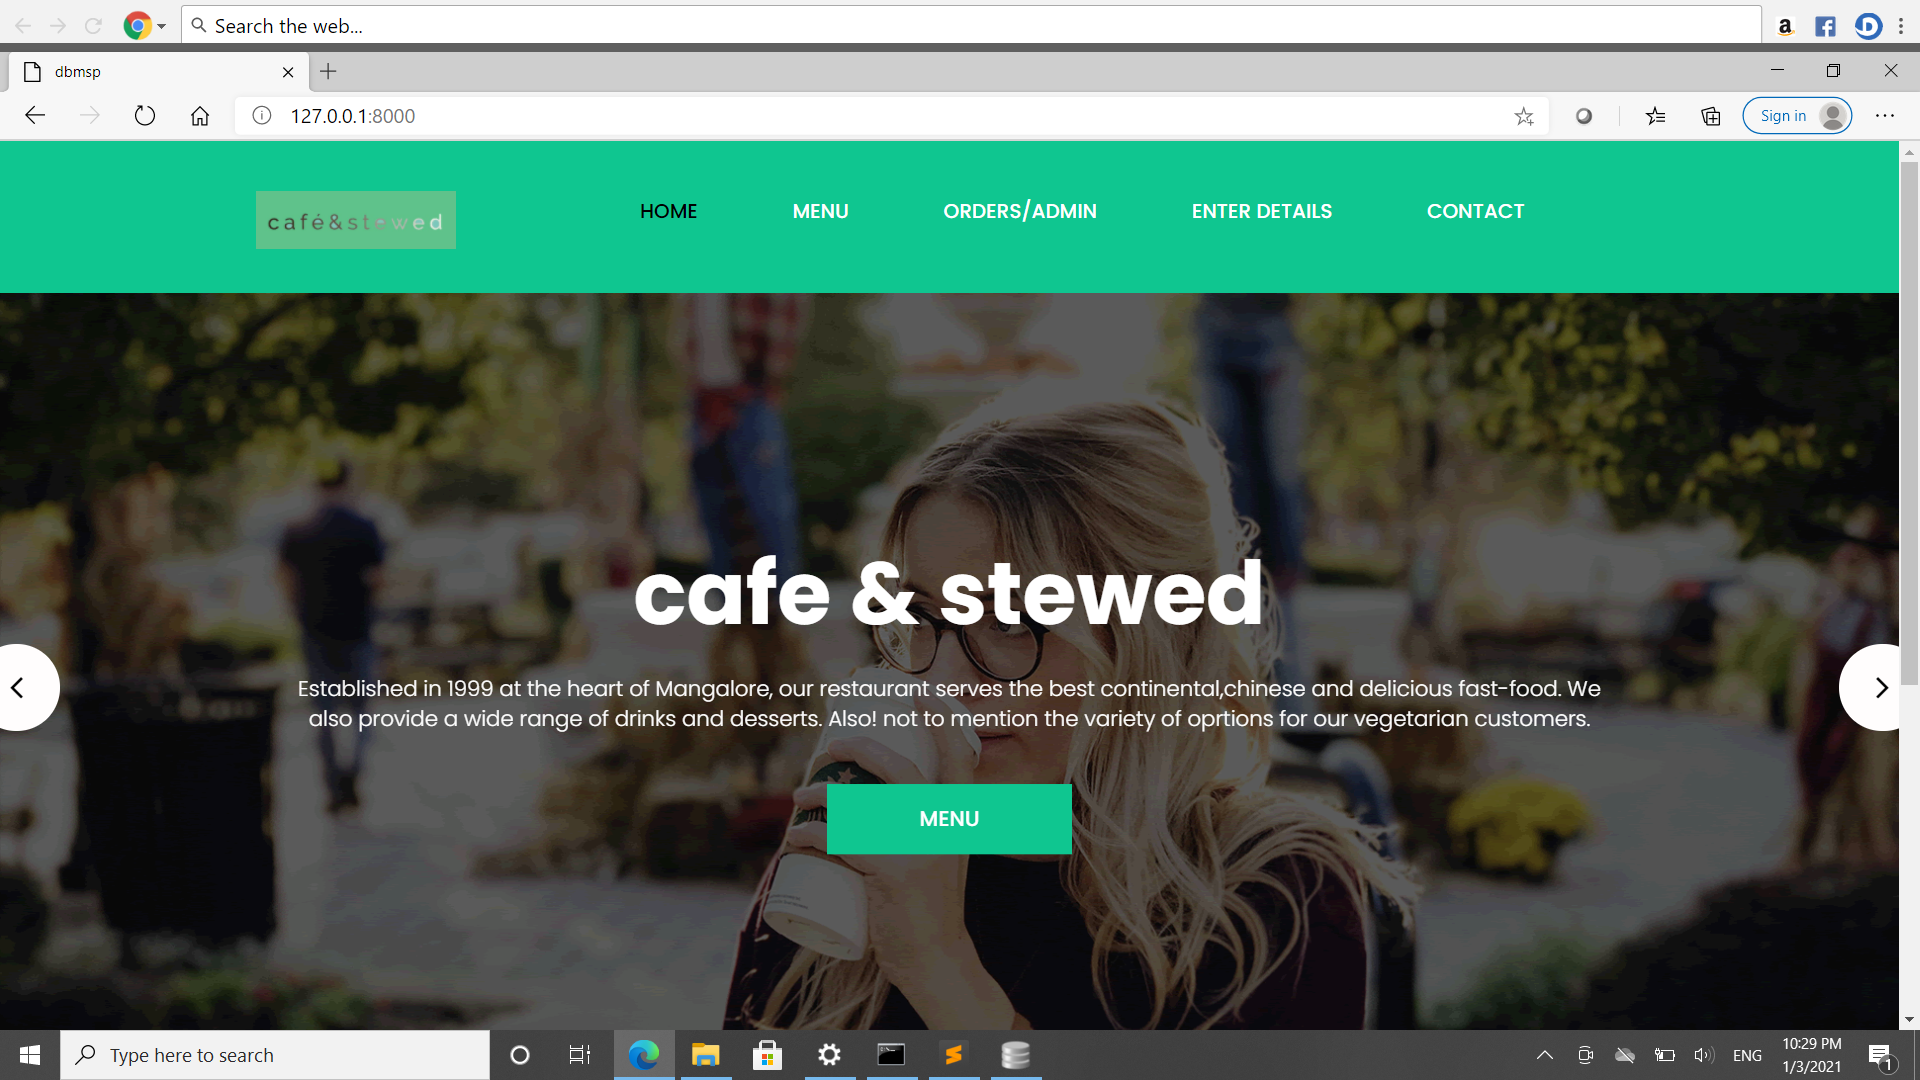 Search the web...
a
D
dbmsp
127.0.0.1:8000
Sign in
café&stewed
HOME
MENU
ORDERS/ADMIN
ENTER DETAILS
CONTACT
cafe & stewed
Established in 1999 at the heart of Mangalore, our restaurant serves the best continental,chinese and delicious fast-food. We
also provide a wide range of drinks and desserts. Also! not to mention the variety of oprtions for our vegetarian customers.
MENU
Type here to search
ENG
10:29 PM
1/3/2021
1